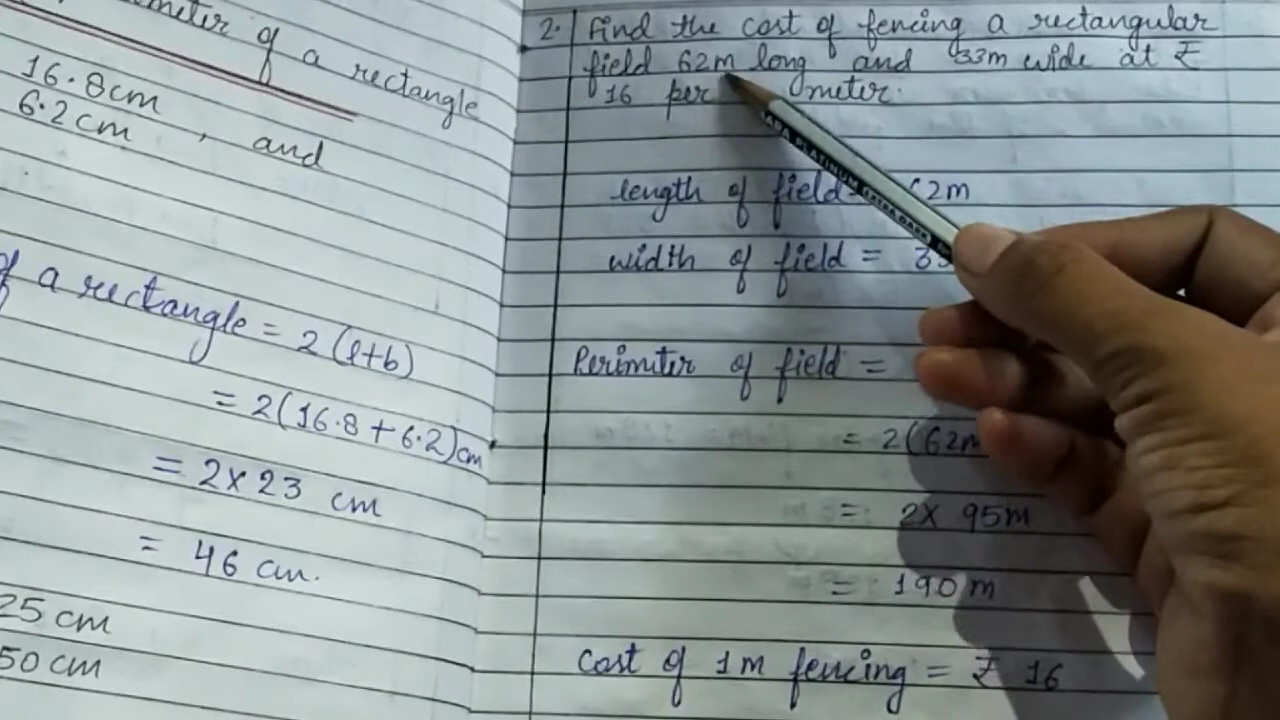 of a rectangle
16.8cm
6.2cm , and
of a rectangle = 2(l+b)
= 2(16.8 + 6.2)cm
= 2x23 cm
= 46 cm.
25 cm
50 cm
2. Find the cost of fencing a rectangular
field 62m long and 33m wide at ₹
16 per meter.
length of field 2m
width of field =
Perimiter of field =
= 2(62m
= 2x 95m
= 190 m
Cost of 1m fencing = ₹ 16